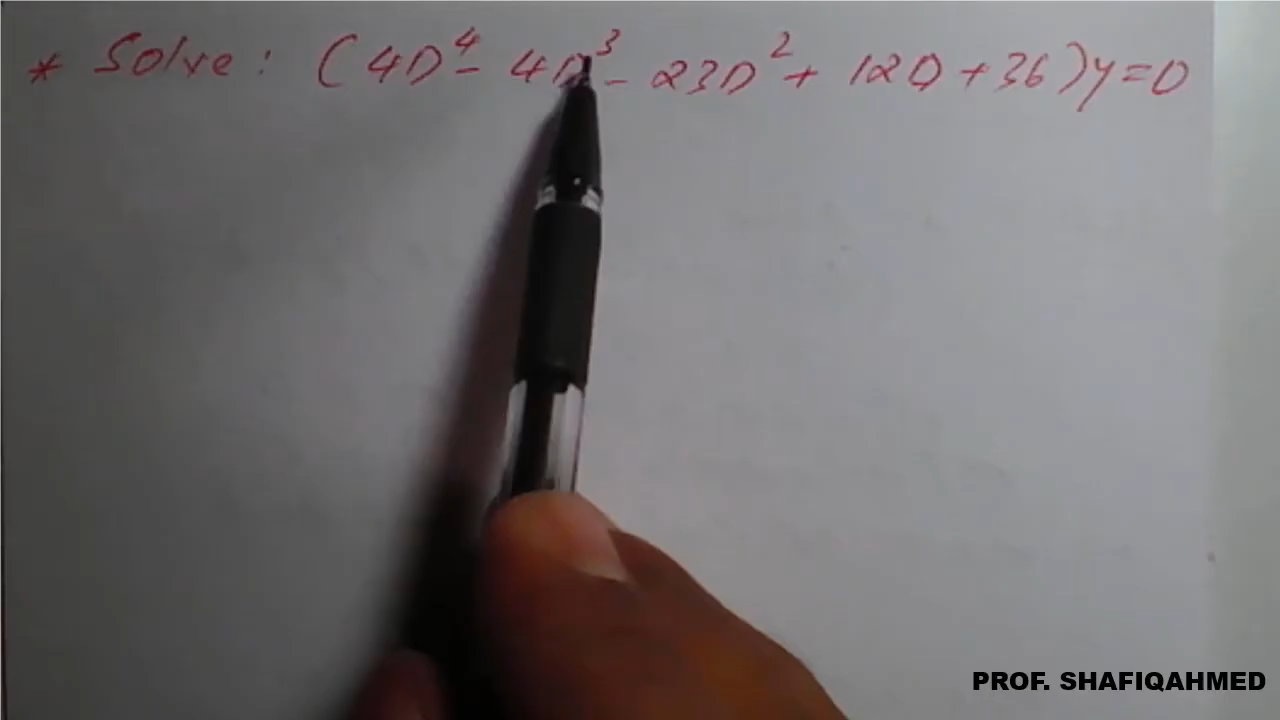 * Solve: (4D⁴ - 4D³ - 23D² + 12D + 36)y = 0
PROF. SHAFIQAHMED